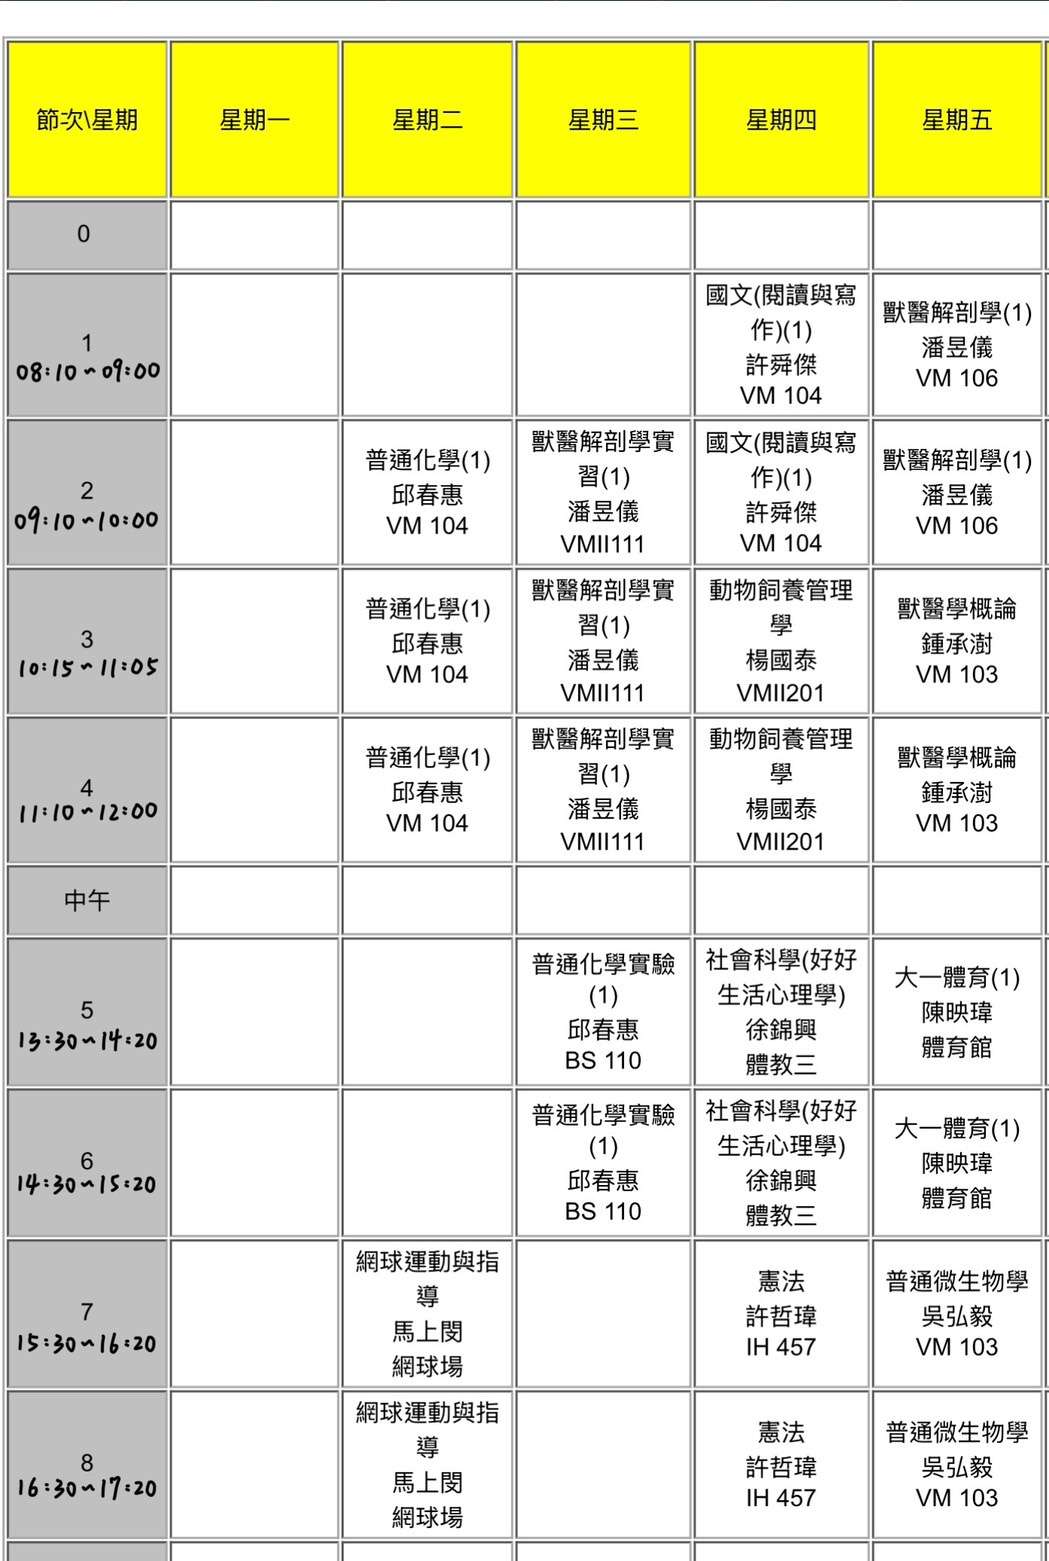 節次\星期 星期一 星期二 星期三 星期四 星期五
0
1
08:10~09:00
國文(閱讀與寫
作)(1)
許舜傑
VM 104
獸醫解剖學(1)
潘昱儀
VM 106
2
09:10~10:00
普通化學(1)
邱春惠
VM 104
獸醫解剖學實
習(1)
潘昱儀
VMII111
國文(閱讀與寫
作)(1)
許舜傑
VM 104
獸醫解剖學(1)
潘昱儀
VM 106
3
10:15~11:05
普通化學(1)
邱春惠
VM 104
獸醫解剖學實
習(1)
潘昱儀
VMII111
動物飼養管理
學
楊國泰
VMII201
獸醫學概論
鍾承澍
VM 103
4
11:10~12:00
普通化學(1)
邱春惠
VM 104
獸醫解剖學實
習(1)
潘昱儀
VMII111
動物飼養管理
學
楊國泰
VMII201
獸醫學概論
鍾承澍
VM 103
中午
5
13:30~14:20
普通化學實驗
(1)
邱春惠
BS 110
社會科學(好好
生活心理學)
徐錦興
體教三
大一體育(1)
陳映瑋
體育館
6
14:30~15:20
普通化學實驗
(1)
邱春惠
BS 110
社會科學(好好
生活心理學)
徐錦興
體教三
大一體育(1)
陳映瑋
體育館
7
15:30~16:20
網球運動與指
導
馬上閔
網球場
憲法
許哲瑋
IH 457
普通微生物學
吳弘毅
VM 103
8
16:30~17:20
網球運動與指
導
馬上閔
網球場
憲法
許哲瑋
IH 457
普通微生物學
吳弘毅
VM 103